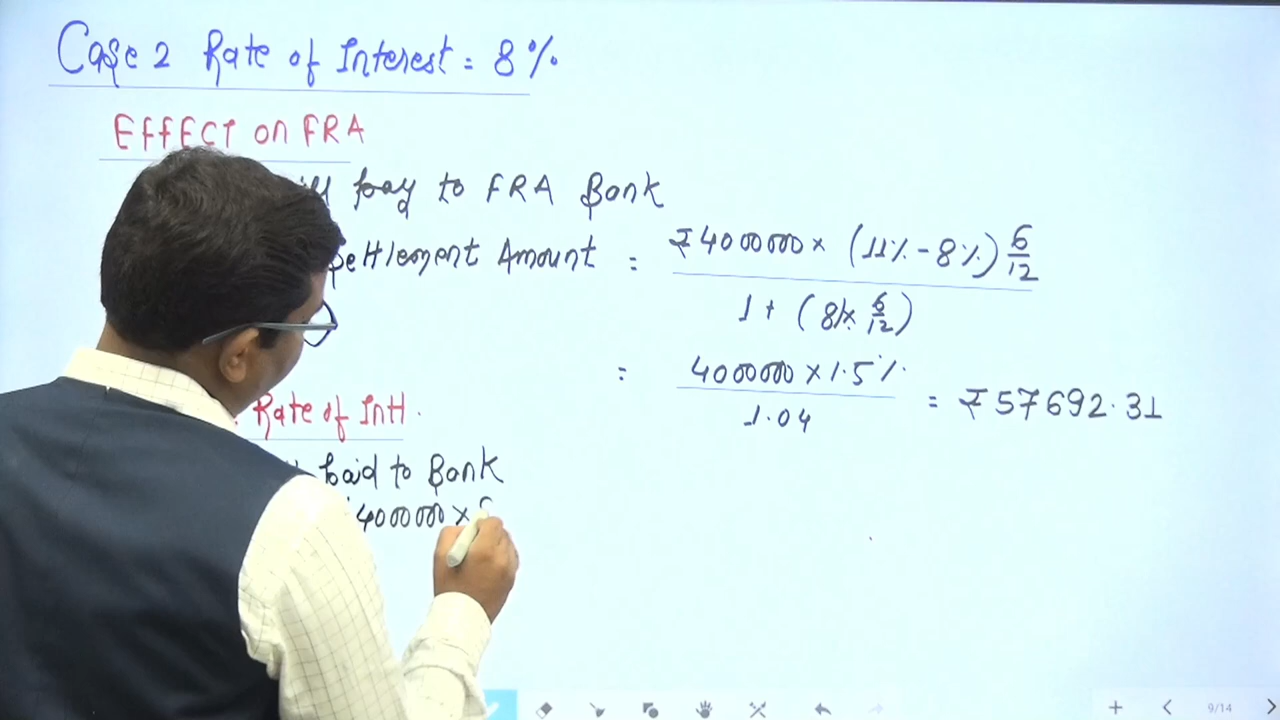 Case 2 Rate of Interest = 8%
EFFECT on FRA
pay to FRA Bank
Settlement Amount = ₹4000000 × (11% - 8%) 6/12
1 + (8% × 6/12)
= 4000000 × 1.5% = ₹57692.31
1.04
Rate of Intt.
paid to Bank
4000000 ×
9/14